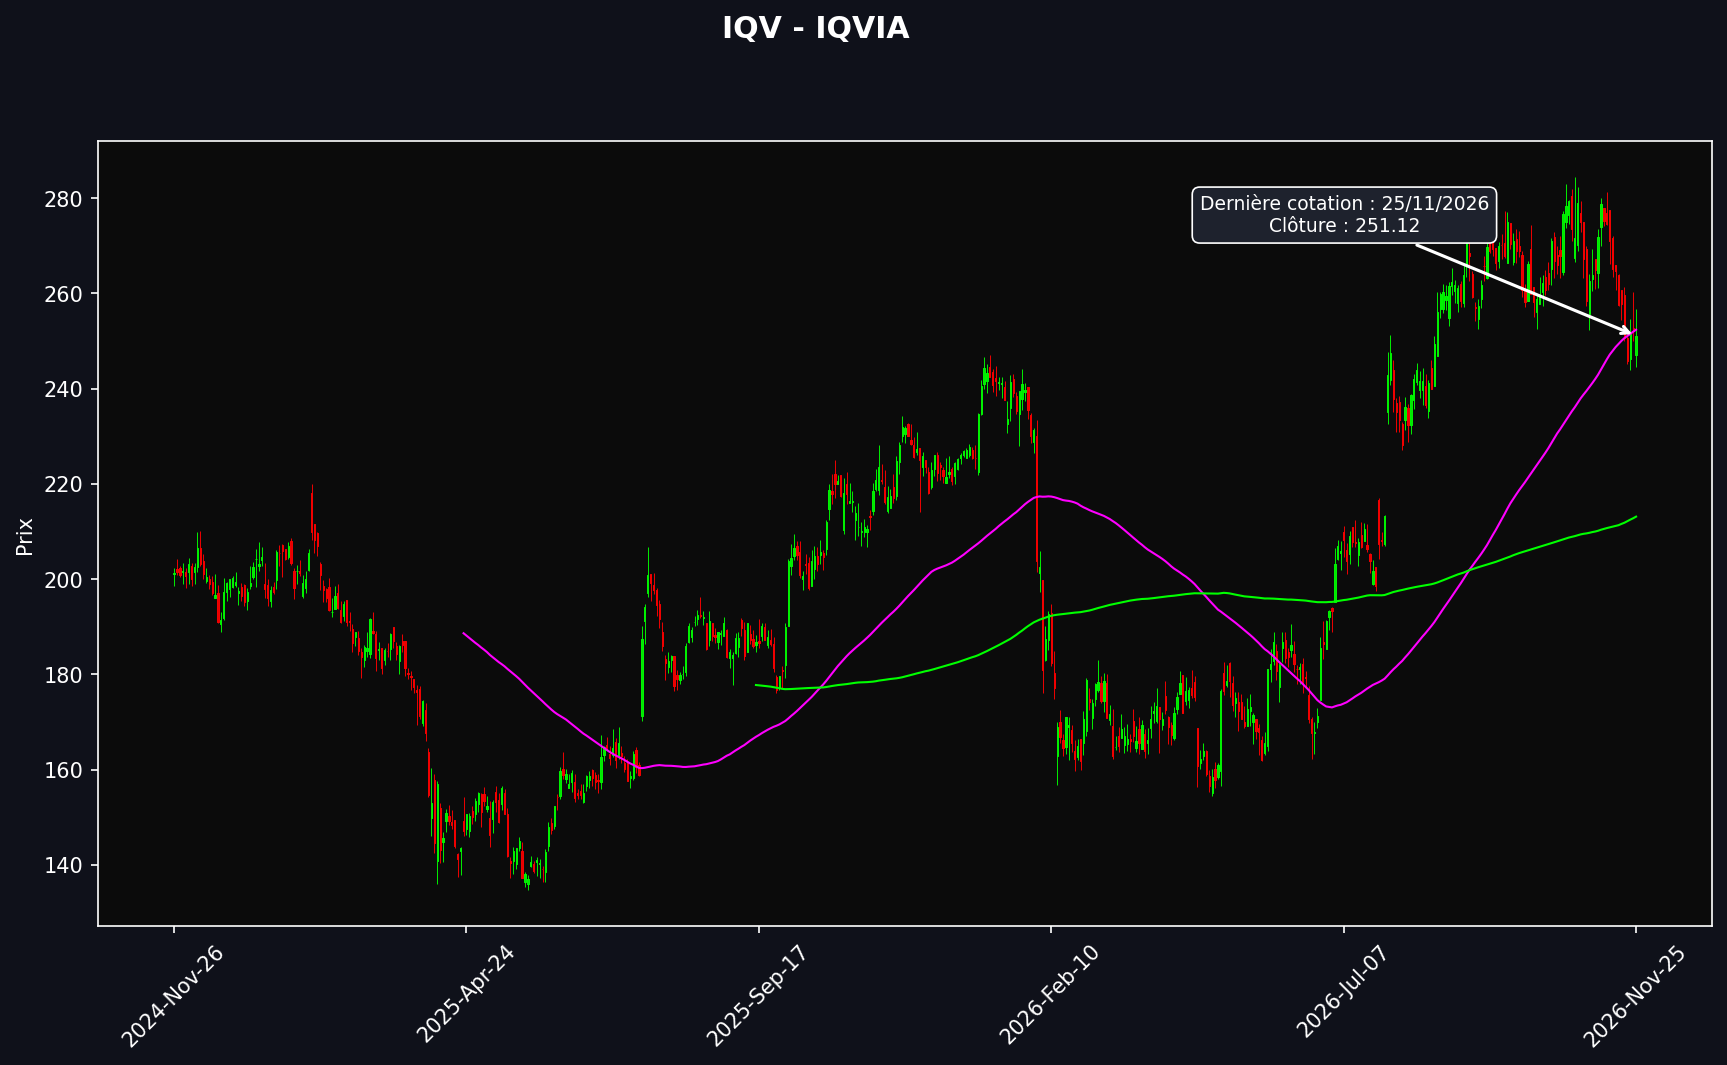 IQV - IQVIA
Dernière cotation : 25/11/2026
Clôture : 251.12
Prix
280
260
240
220
200
180
160
140
2024-Nov-26
2025-Apr-24
2025-Sep-17
2026-Feb-10
2026-Jul-07
2026-Nov-25